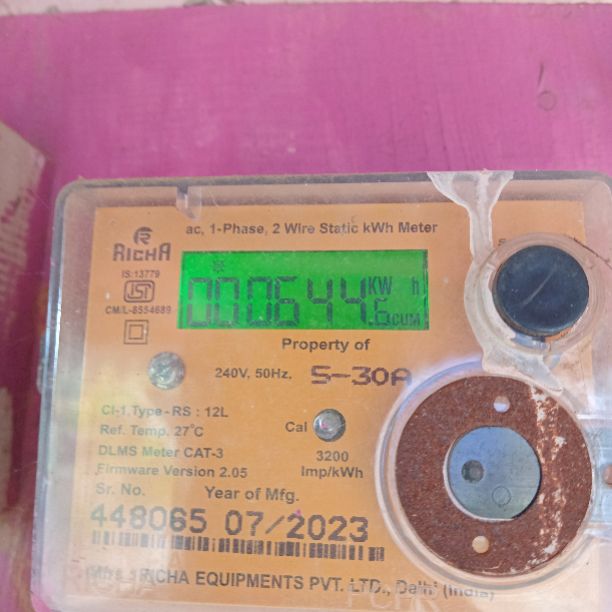 ac, 1-Phase, 2 Wire Static kWh Meter
RICHA
IS:13779
ISI
CM/L-8554689
000644.6 KW h
CUM
Property of
240V, 50Hz, 5-30A
Cl-1,Type-RS : 12L
Ref. Temp. 27°C
Cal
DLMS Meter CAT-3
3200
Firmware Version 2.05
Imp/kWh
Sr. No. Year of Mfg.
448065 07/2023
RICHA EQUIPMENTS PVT. LTD., Delhi (India)